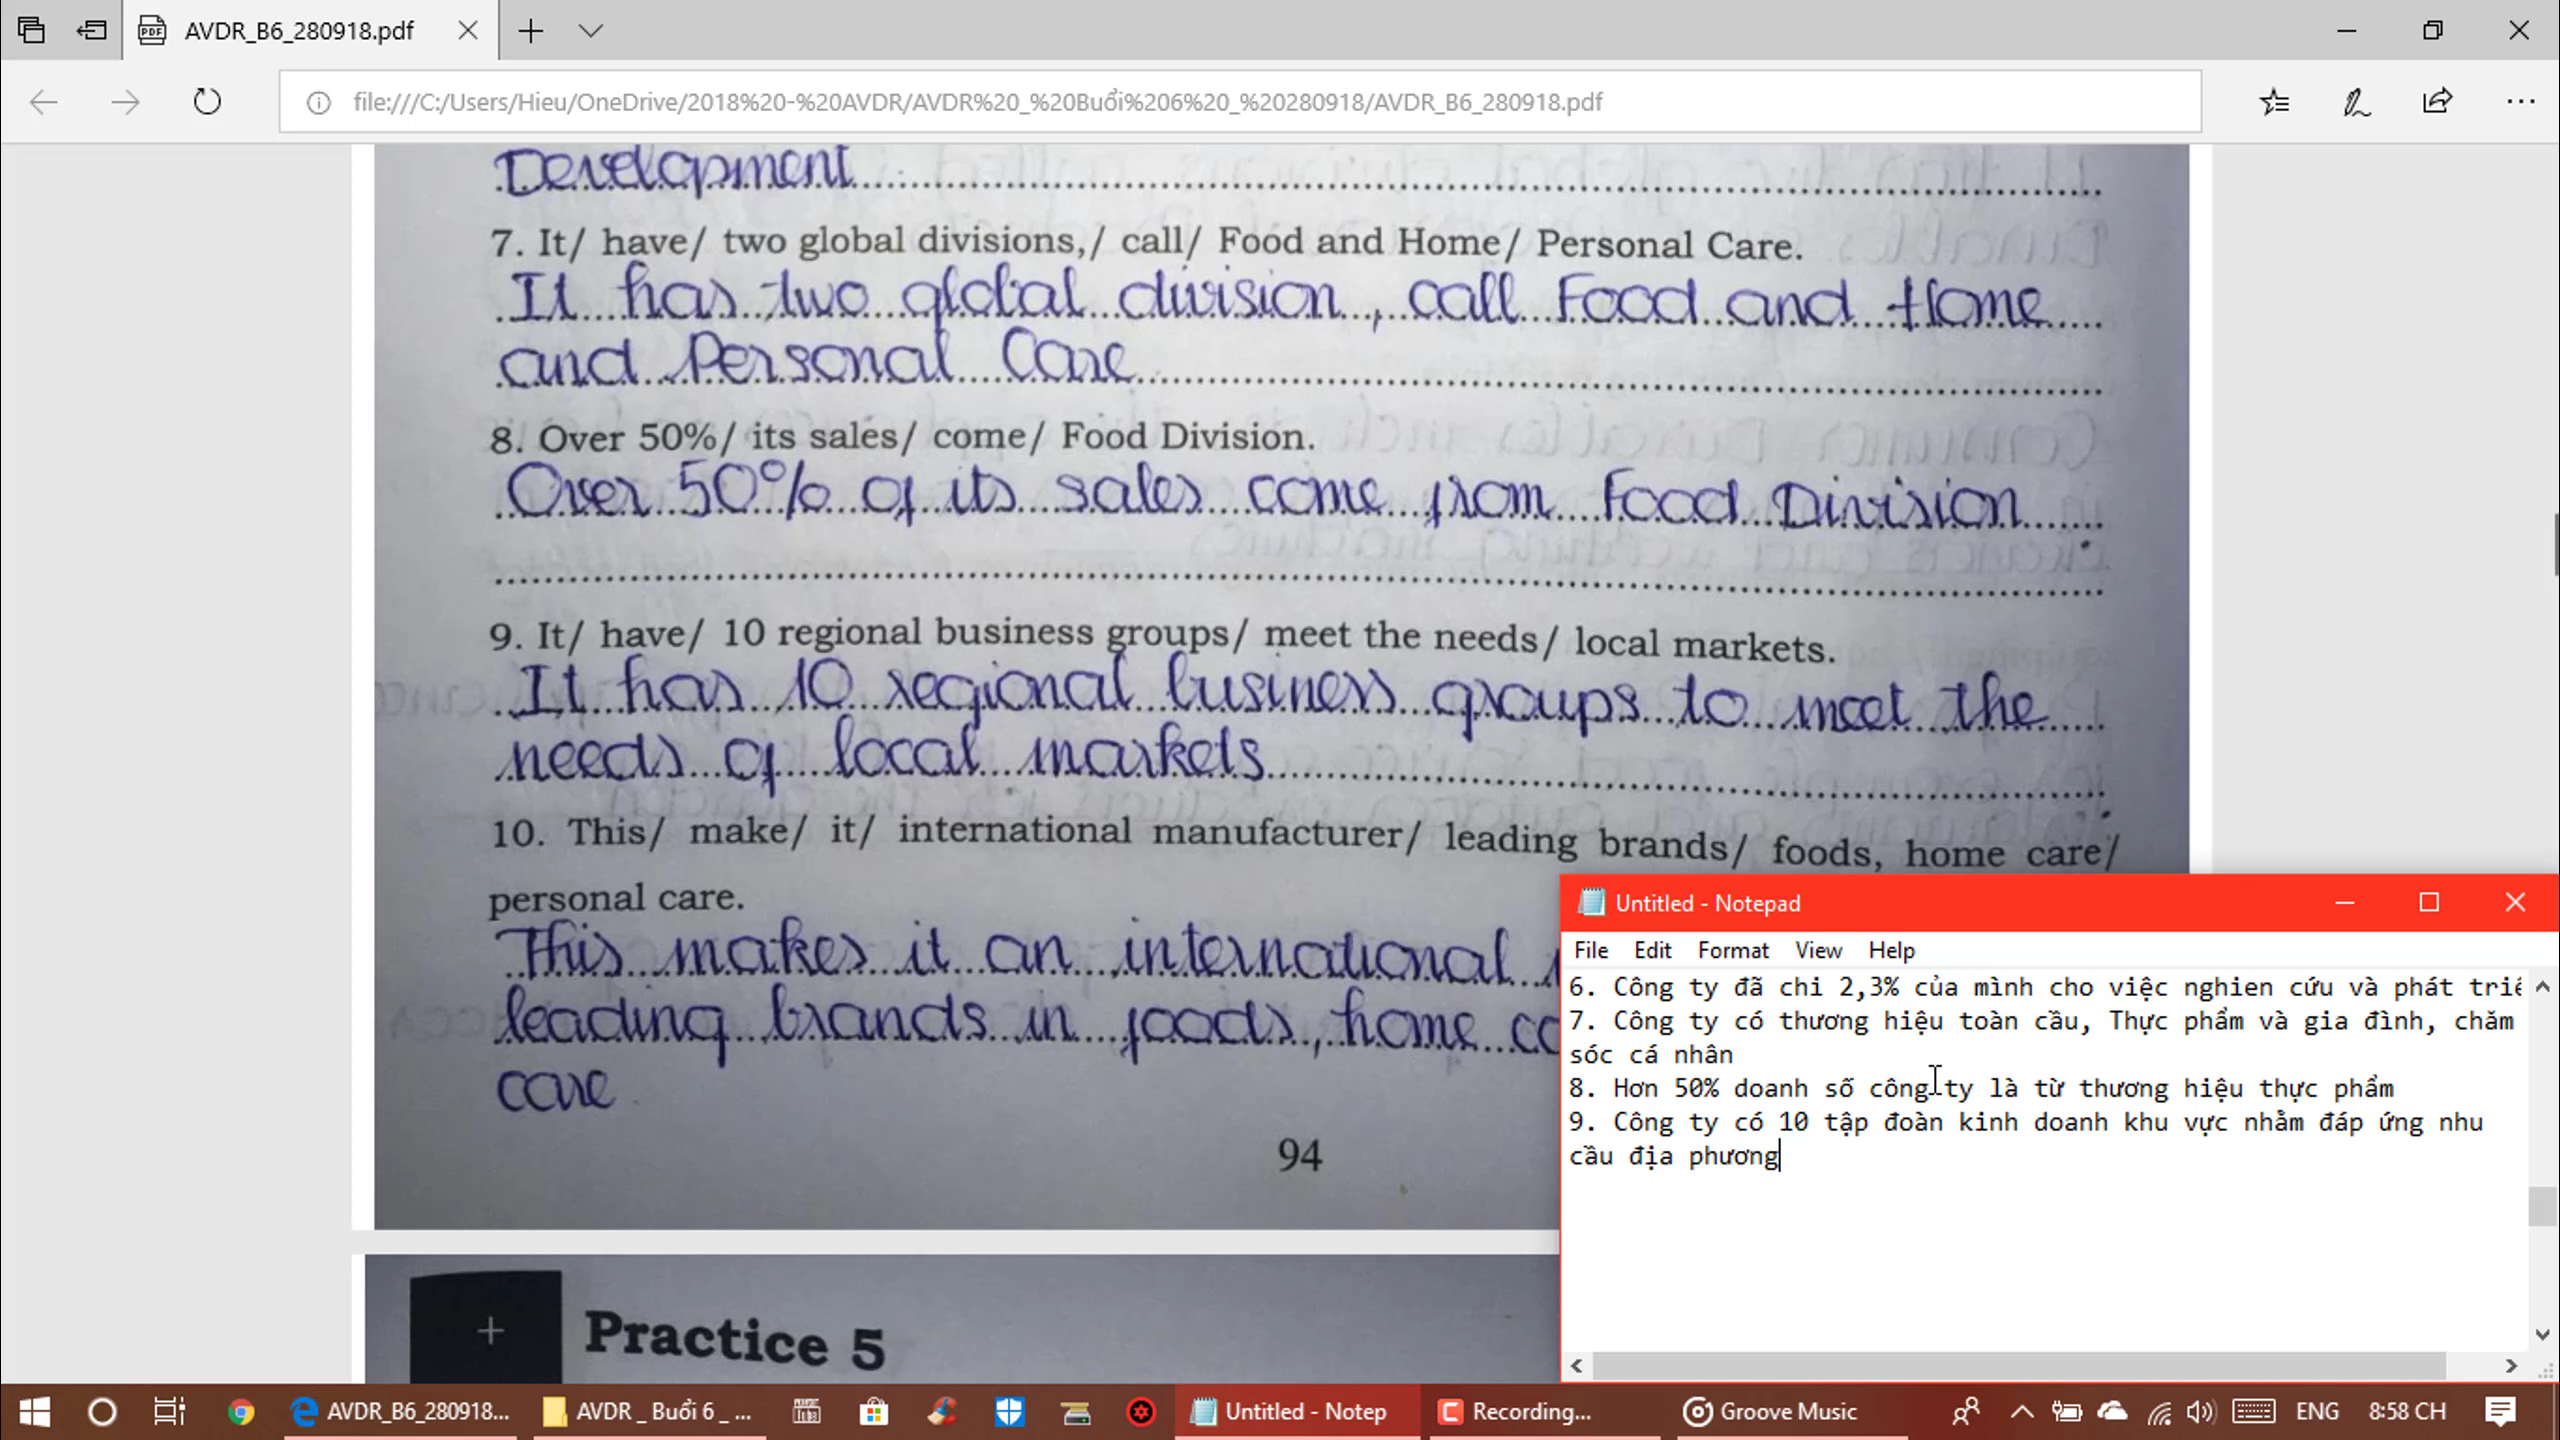 AVDR_B6_280918.pdf
file:///C:/Users/Hieu/OneDrive/2018%20-%20AVDR/AVDR%20_%20Buổi%206%20_%20280918/AVDR_B6_280918.pdf
Development
7. It/ have/ two global divisions,/ call/ Food and Home/ Personal Care.
It has two global division, call Food and Home
and Personal Care
8. Over 50%/ its sales/ come/ Food Division.
Over 50% of its sales come from Food Division.
9. It/ have/ 10 regional business groups/ meet the needs/ local markets.
It has 10 regional business groups to meet the
needs of local markets.
10. This/ make/ it/ international manufacturer/ leading brands/ foods, home care/
personal care.
This makes it an international
leading brands in foods, home
care
94
Practice 5
Untitled - Notepad
File Edit Format View Help
6. Công ty đã chi 2,3% của mình cho việc nghien cứu và phát
7. Công ty có thương hiệu toàn cầu, Thực phẩm và gia đình, chăm
sóc cá nhân
8. Hơn 50% doanh số công ty là từ thương hiệu thực phẩm
9. Công ty có 10 tập đoàn kinh doanh khu vực nhằm đáp ứng nhu
cầu địa phương
AVDR_B6_280918... AVDR _ Buổi 6 _ ... Untitled - Notep Recording... Groove Music ENG 8:58 CH